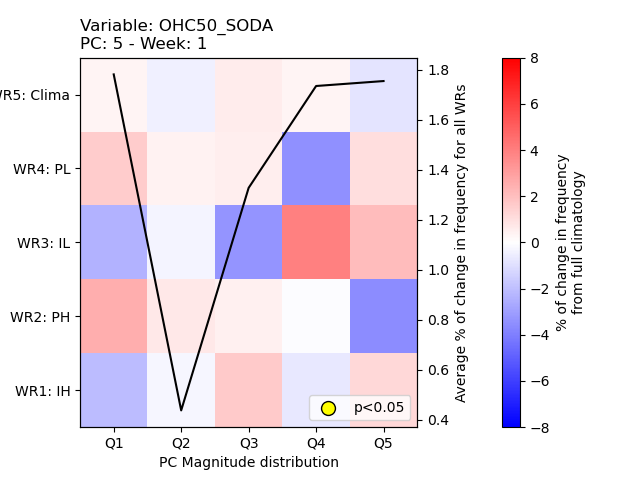 Variable: OHC50_SODA
PC: 5 - Week: 1
WR5: Clima
WR4: PL
WR3: IL
WR2: PH
WR1: IH
Q1 Q2 Q3 Q4 Q5
PC Magnitude distribution
p<0.05
1.8
1.6
1.4
1.2
1.0
0.8
0.6
0.4
Average % of change in frequency for all WRs
8
6
4
2
0
−2
−4
−6
−8
% of change in frequency
from full climatology